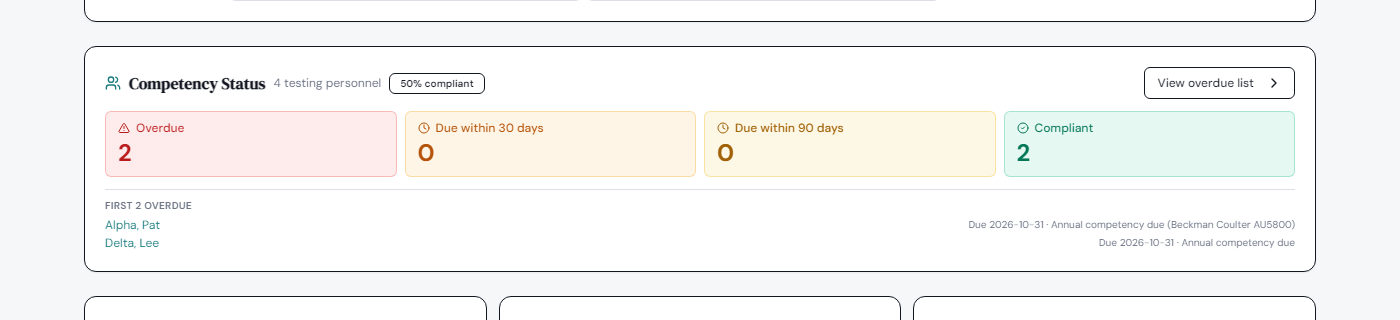 Competency Status 4 testing personnel 50% compliant View overdue list
Overdue
2
Due within 30 days
0
Due within 90 days
0
Compliant
2
FIRST 2 OVERDUE
Alpha, Pat Due 2026-10-31 · Annual competency due (Beckman Coulter AU5800)
Delta, Lee Due 2026-10-31 · Annual competency due